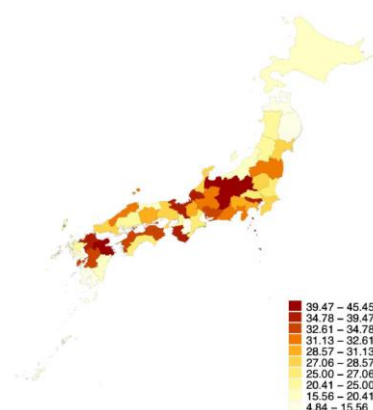 39.47 – 45.45
34.78 – 39.47
32.61 – 34.78
31.13 – 32.61
28.57 – 31.13
27.06 – 28.57
25.00 – 27.06
20.41 – 25.00
15.56 – 20.41
4.84 – 15.56